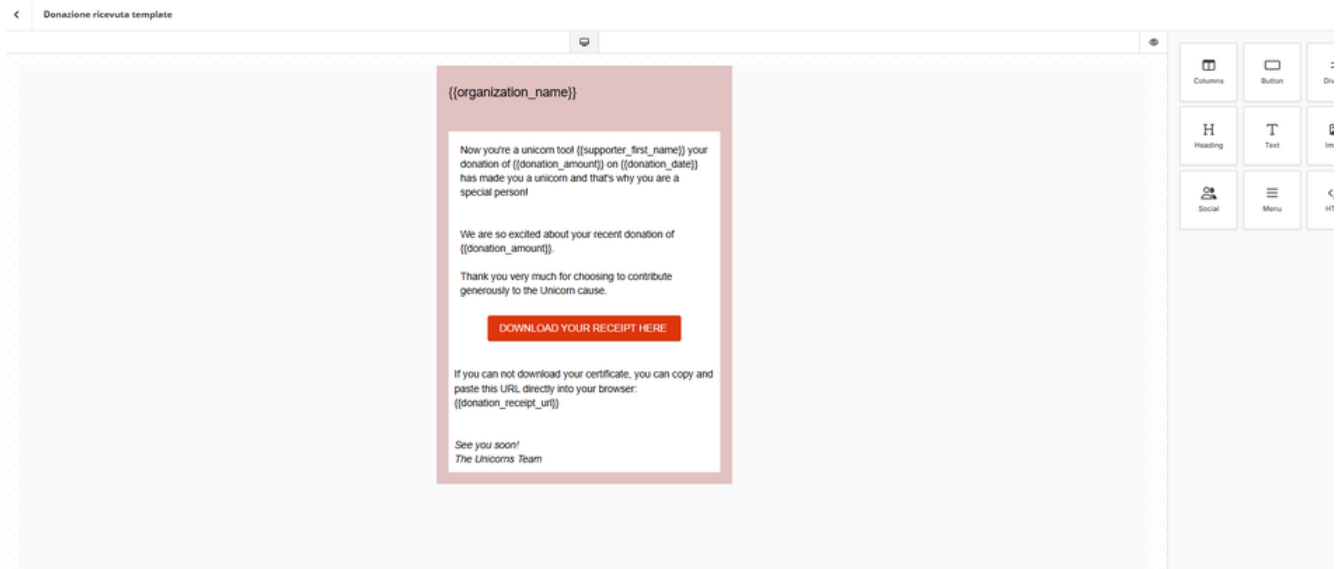 Donazione ricevuta template
{{organization_name}}
Now you're a unicorn too! {{supporter_first_name}} your
donation of {{donation_amount}} on {{donation_date}}
has made you a unicorn and that's why you are a
special person!
We are so excited about your recent donation of
{{donation_amount}}.
Thank you very much for choosing to contribute
generously to the Unicorn cause.
DOWNLOAD YOUR RECEIPT HERE
If you can not download your certificate, you can copy and
paste this URL directly into your browser:
{{donation_receipt_url}}
See you soon!
The Unicorns Team
Columns Button
Heading Text
Social Menu